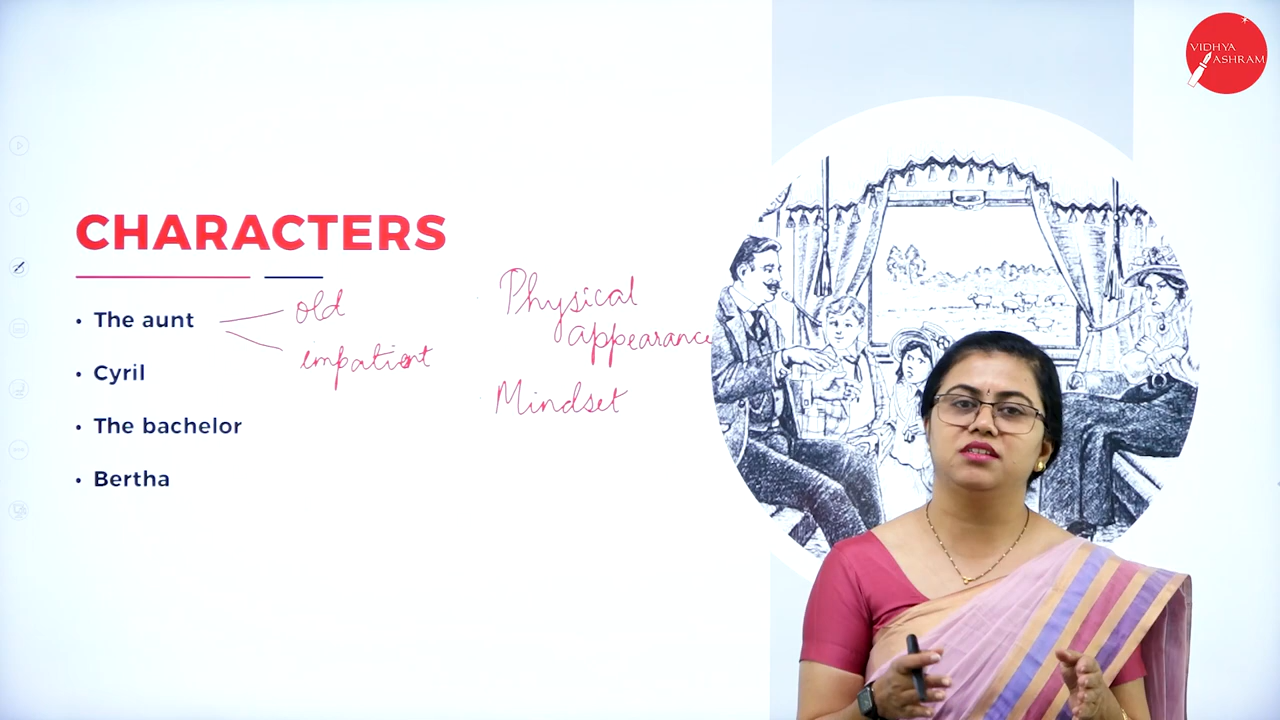 VIDHYA
ASHRAM
CHARACTERS
• The aunt
old
impatient
• Cyril
• The bachelor
• Bertha
Physical
appearance
Mindset